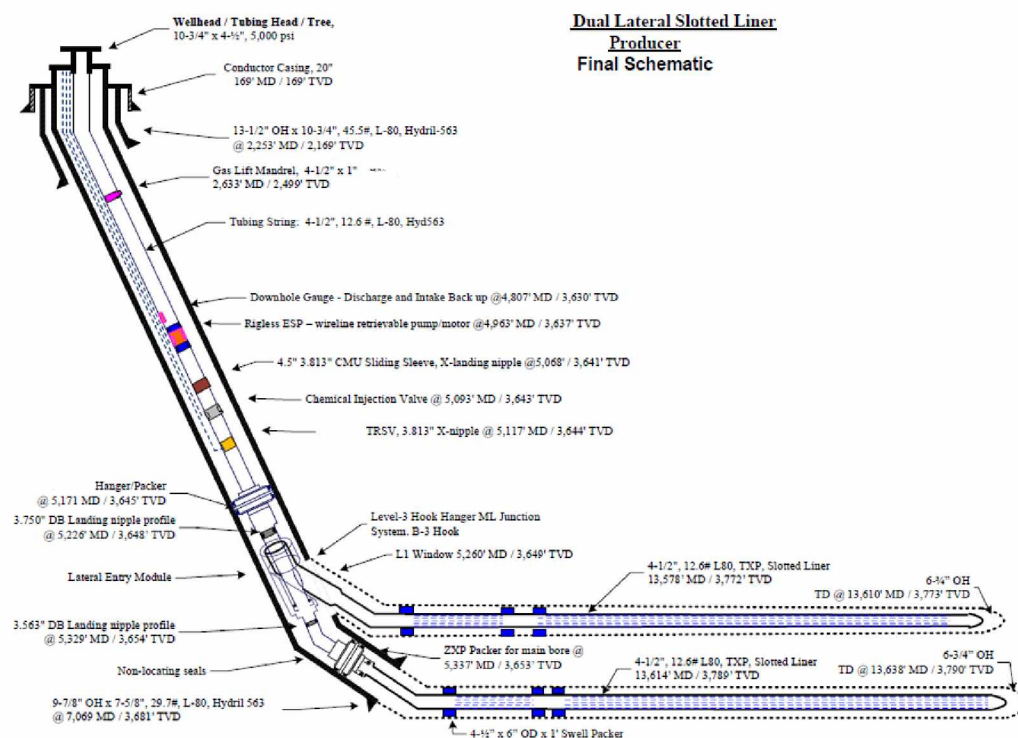 Dual Lateral Slotted Liner
Producer
Final Schematic
Wellhead / Tubing Head / Tree,
10-3/4" x 4-½", 5,000 psi
Conductor Casing, 20"
169' MD / 169' TVD
13-1/2" OH x 10-3/4", 45.5#, L-80, Hydril-563
@ 2,253' MD / 2,169' TVD
Gas Lift Mandrel, 4-1/2" x 1"
2,633' MD / 2,499' TVD
Tubing String: 4-1/2", 12.6 #, L-80, Hyd563
Downhole Gauge - Discharge and Intake Back up @4,807' MD / 3,630' TVD
Rigless ESP – wireline retrievable pump/motor @4,963' MD / 3,637' TVD
4.5" 3.813" CMU Sliding Sleeve, X-landing nipple @5,068' / 3,641' TVD
Chemical Injection Valve @ 5,093' MD / 3,643' TVD
TRSV, 3.813" X-nipple @ 5,117' MD / 3,644' TVD
Hanger/Packer
@ 5,171 MD / 3,645' TVD
3.750" DB Landing nipple profile
@ 5,226' MD / 3,648' TVD
Level-3 Hook Hanger ML Junction
System. B-3 Hook
L1 Window 5,260' MD / 3,649' TVD
Lateral Entry Module
4-1/2", 12.6# L80, TXP, Slotted Liner
13,578' MD / 3,772' TVD
6-¾" OH
TD @ 13,610' MD / 3,773' TVD
3.563" DB Landing nipple profile
@ 5,329' MD / 3,654' TVD
ZXP Packer for main bore @
5,337' MD / 3,653' TVD
Non-locating seals
4-1/2", 12.6# L80, TXP, Slotted Liner
13,614' MD / 3,789' TVD
6-3/4" OH
TD @ 13,638' MD / 3,790' TVD
9-7/8" OH x 7-5/8", 29.7#, L-80, Hydril 563
@ 7,069 MD / 3,681' TVD
4-½" x 6" OD x 1' Swell Packer